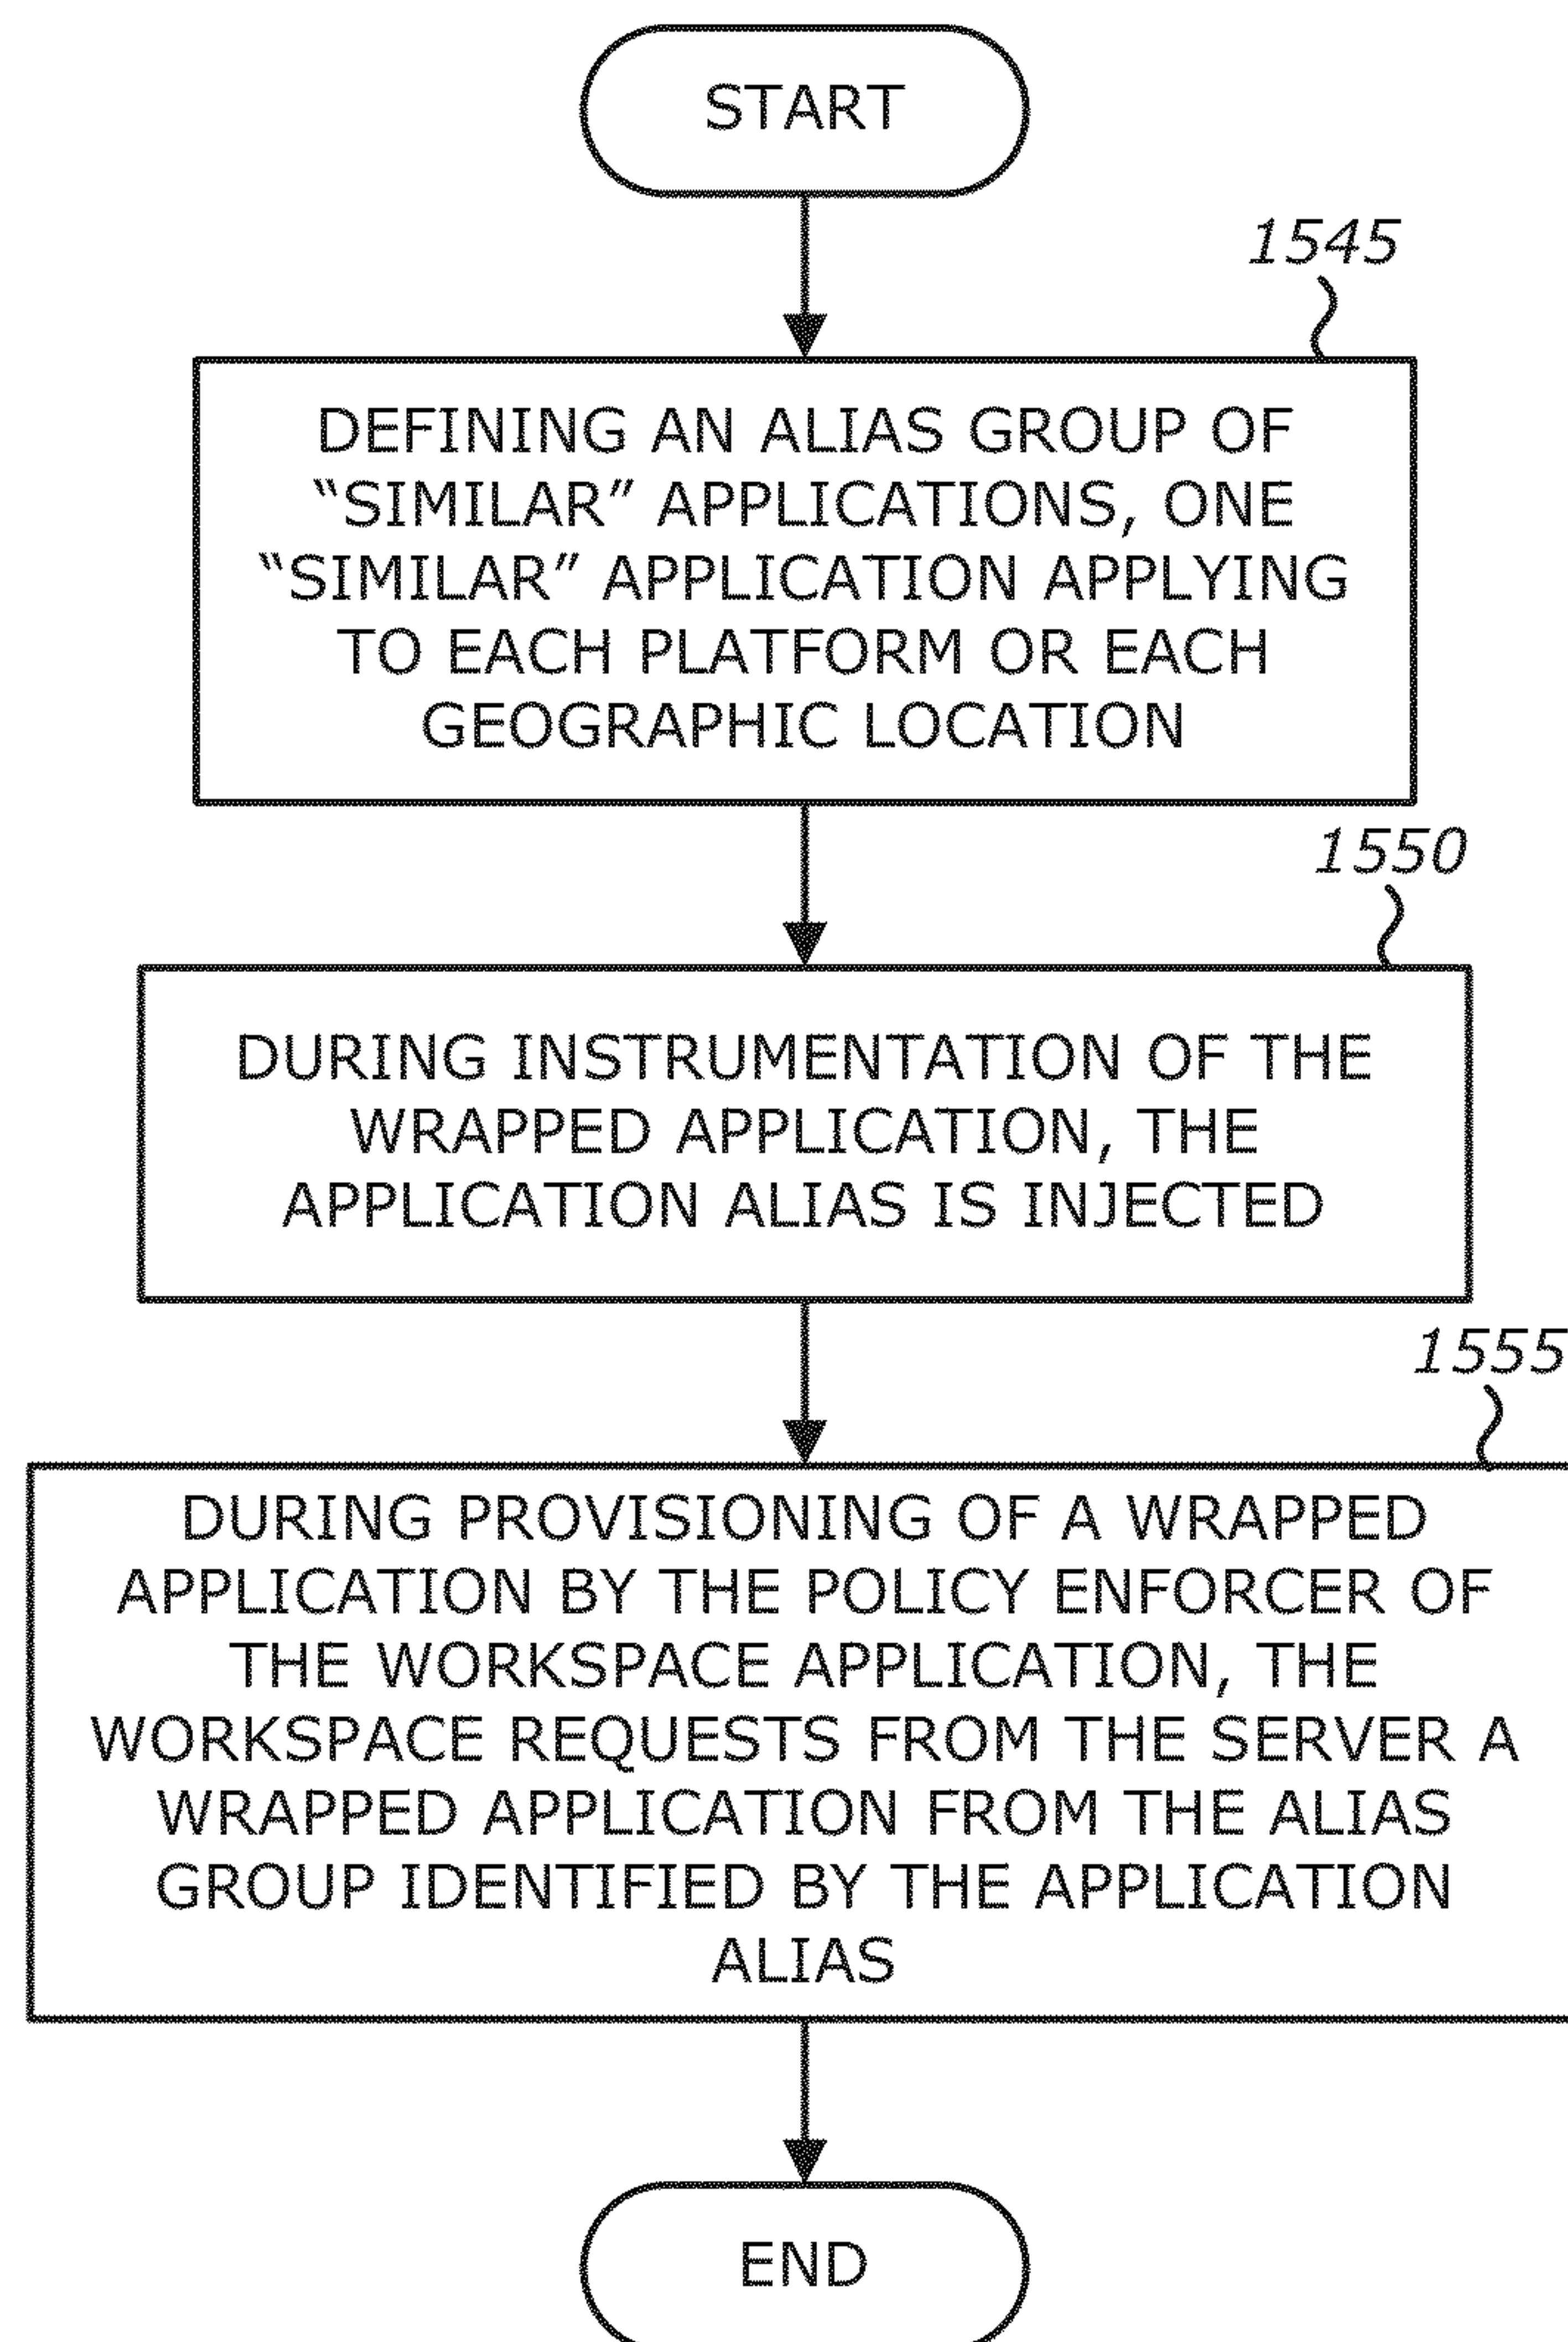 START
1545
DEFINING AN ALIAS GROUP OF
“SIMILAR” APPLICATIONS, ONE
“SIMILAR” APPLICATION APPLYING
TO EACH PLATFORM OR EACH
GEOGRAPHIC LOCATION
1550
DURING INSTRUMENTATION OF THE
WRAPPED APPLICATION, THE
APPLICATION ALIAS IS INJECTED
1555
DURING PROVISIONING OF A WRAPPED
APPLICATION BY THE POLICY ENFORCER OF
THE WORKSPACE APPLICATION, THE
WORKSPACE REQUESTS FROM THE SERVER A
WRAPPED APPLICATION FROM THE ALIAS
GROUP IDENTIFIED BY THE APPLICATION
ALIAS
END